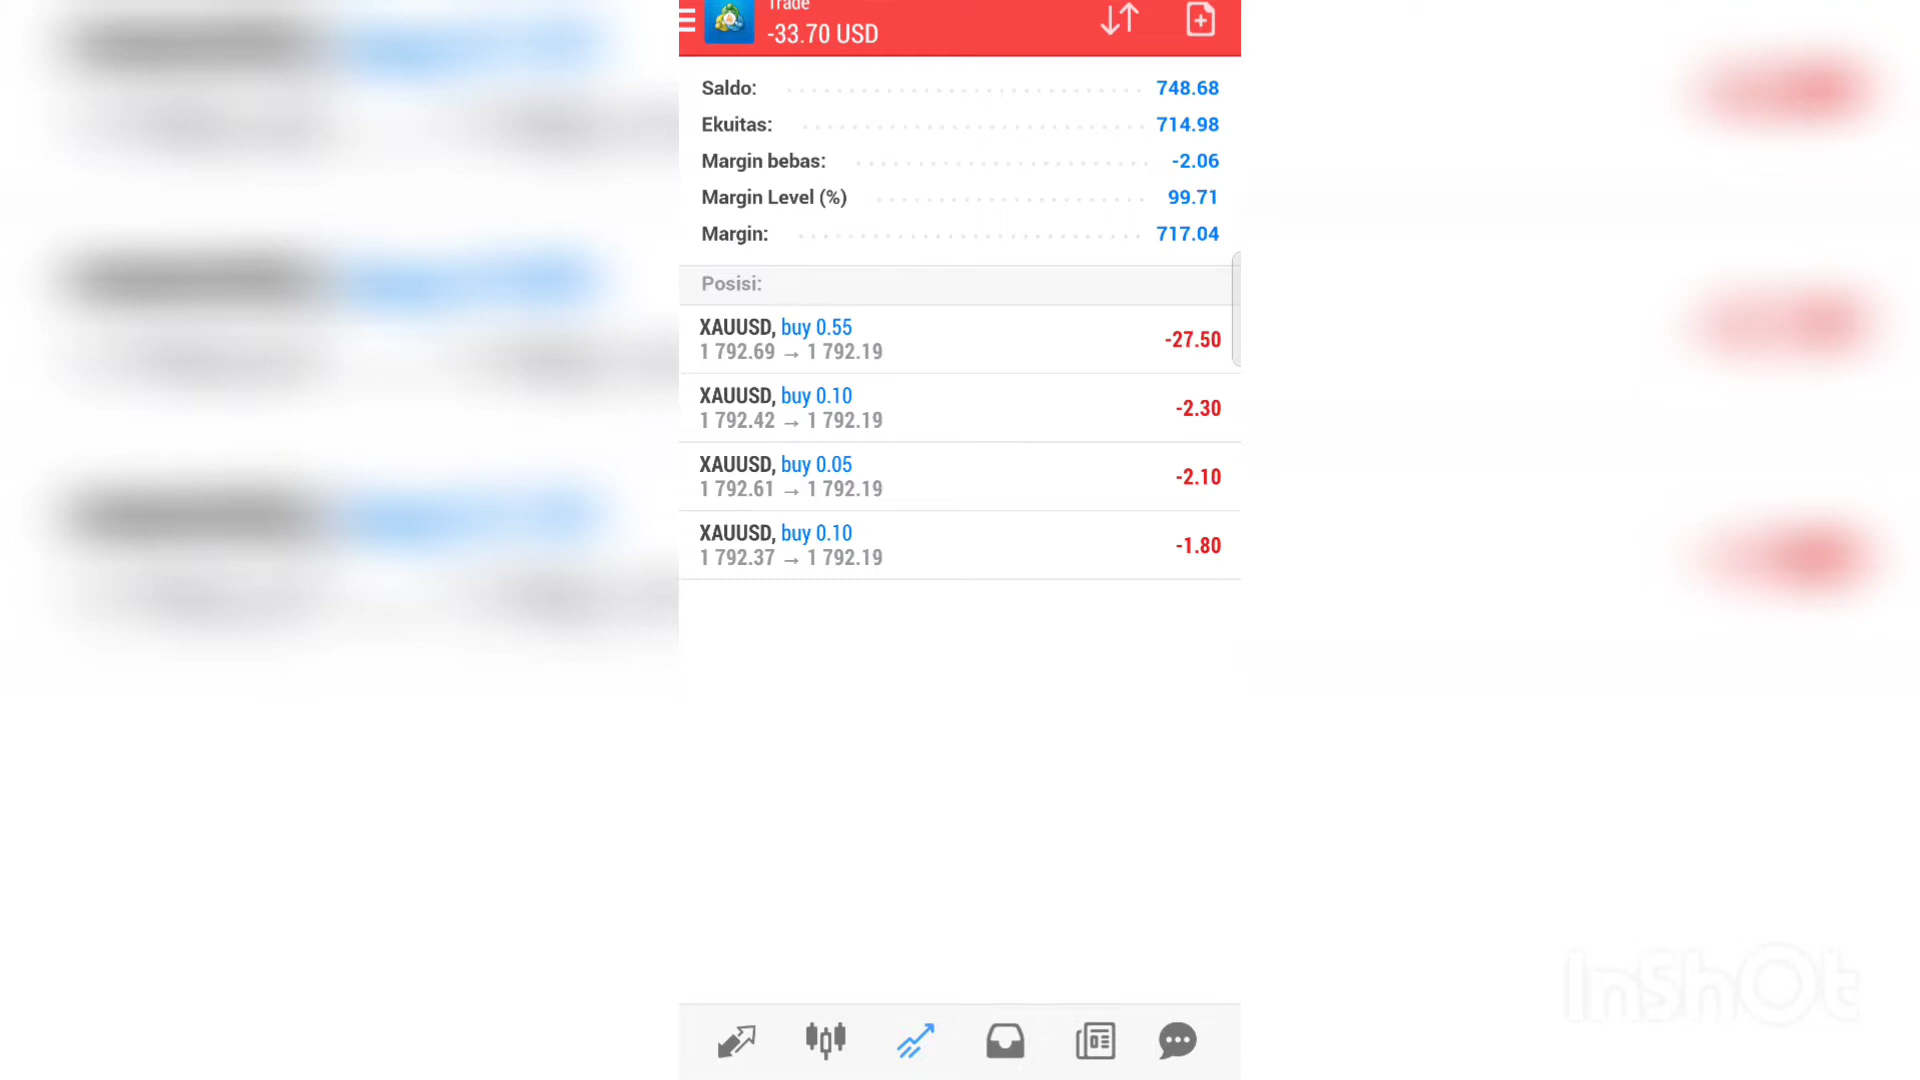 Trade
-33.70 USD
Saldo: 748.68
Ekuitas: 714.98
Margin bebas: -2.06
Margin Level (%) 99.71
Margin: 717.04
Posisi:
XAUUSD, buy 0.55
1 792.69 → 1 792.19
-27.50
XAUUSD, buy 0.10
1 792.42 → 1 792.19
-2.30
XAUUSD, buy 0.05
1 792.61 → 1 792.19
-2.10
XAUUSD, buy 0.10
1 792.37 → 1 792.19
-1.80
InShOt